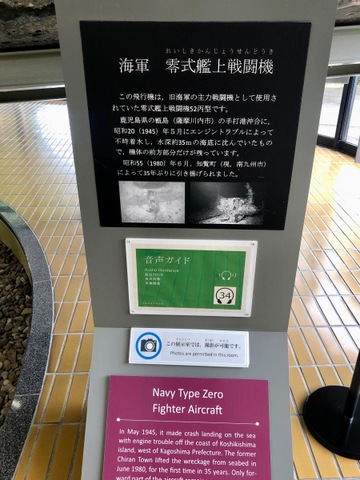 れいしきかんじょうせんとうき
海軍　零式艦上戦闘機
この飛行機は、旧海軍の主力戦闘機として使用さ
れていた零式艦上戦闘機52丙型です。
鹿児島県の甑島（薩摩川内市）の手打港沖合に、
昭和20（1945）年５月にエンジントラブルによって
不時着水し、水深約35ｍの海底に沈んでいたもの
で、機体の前方部分だけが残っています。
昭和55（1980）年６月、知覧町（現、南九州市）
によって35年ぶりに引き揚げられました。
音声ガイド
Audio Guidance
34
この展示室では、撮影が可能です。
Photos are permitted in this room.
Navy Type Zero
Fighter Aircraft
In May 1945, it made crash landing on the sea
with engine trouble off the coast of Koshikishima
island, west of Kagoshima Prefecture. The former
Chiran Town lifted the wreckage from seabed in
June 1980, for the first time in 35 years. Only for-
ward part of the aircraft